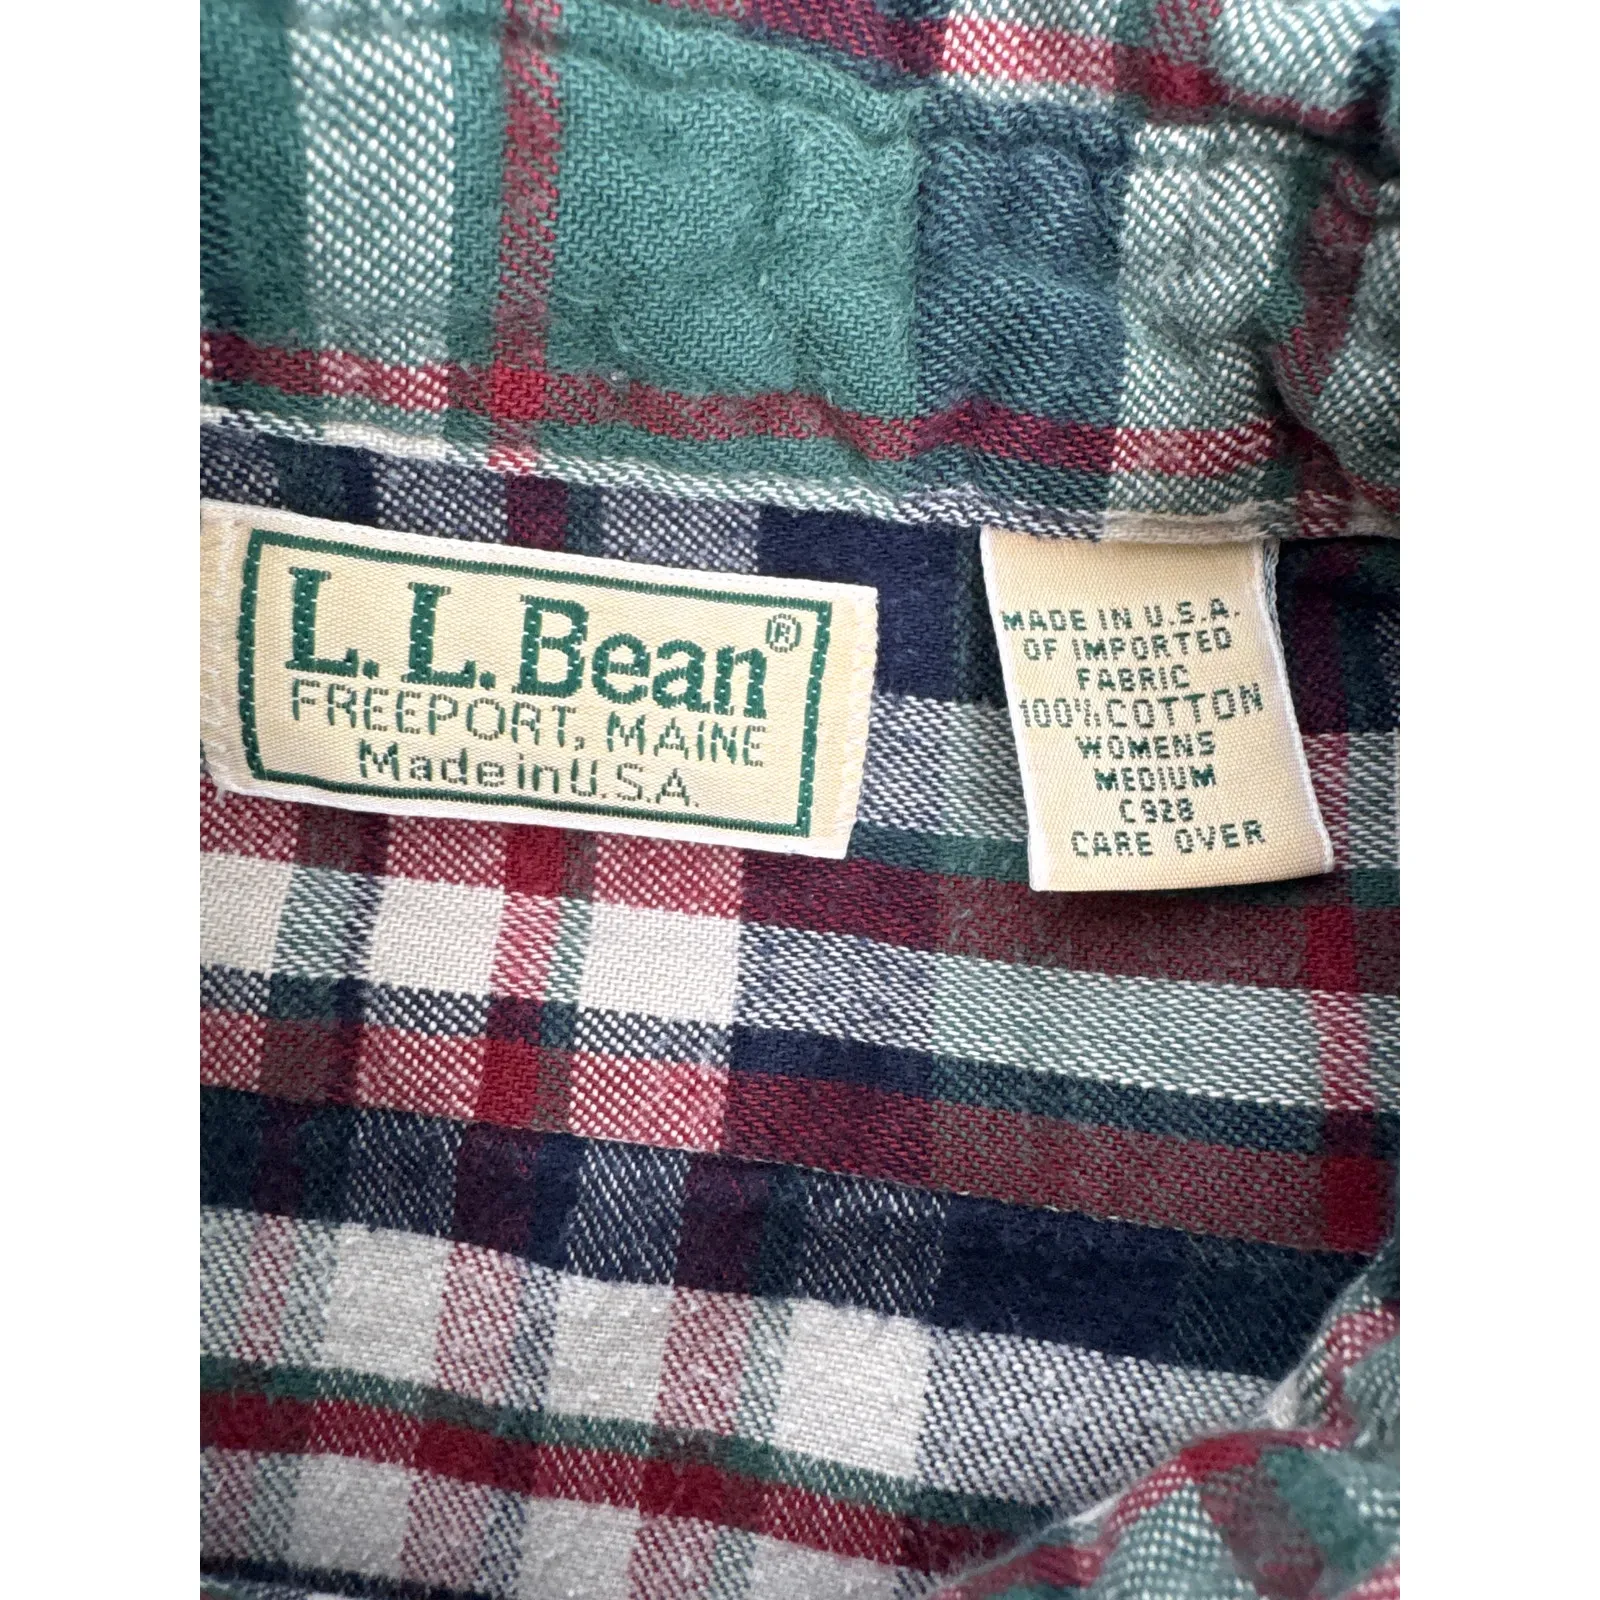 L.L.Bean®
FREEPORT, MAINE
Made in U.S.A.
MADE IN U.S.A.
OF IMPORTED
FABRIC
100% COTTON
WOMENS
MEDIUM
C928
CARE OVER